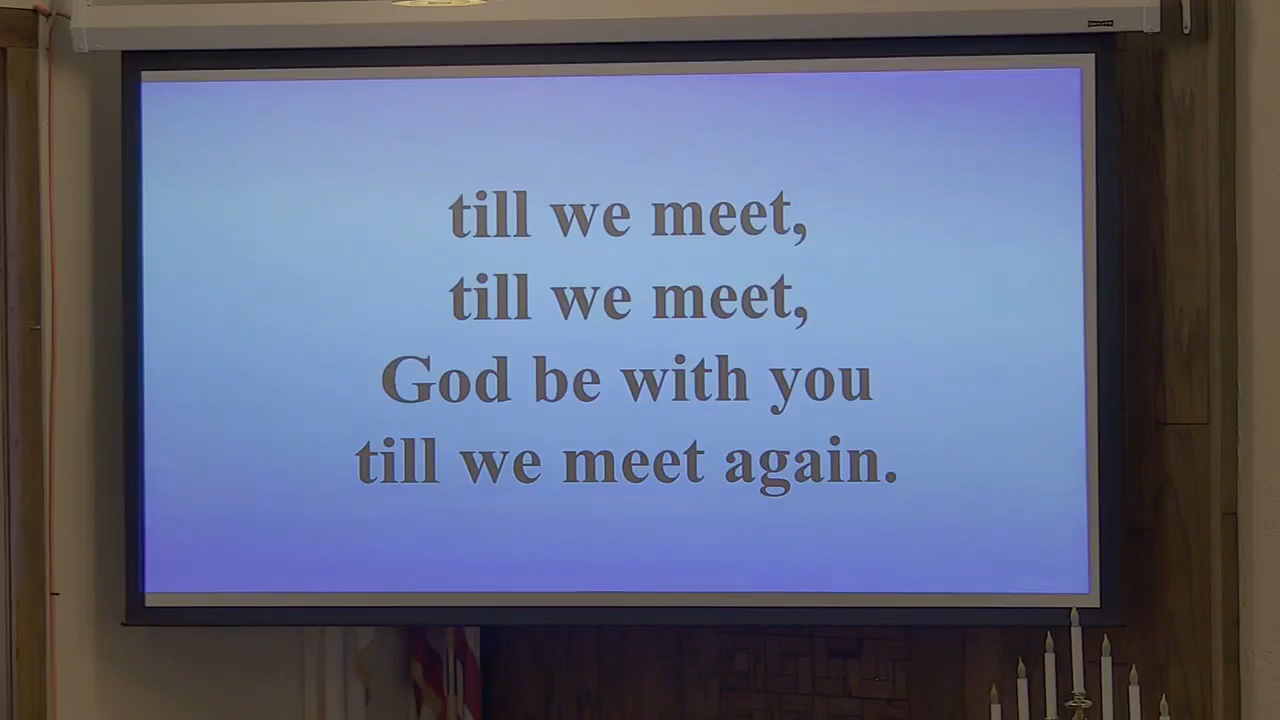 till we meet,
till we meet,
God be with you
till we meet again.